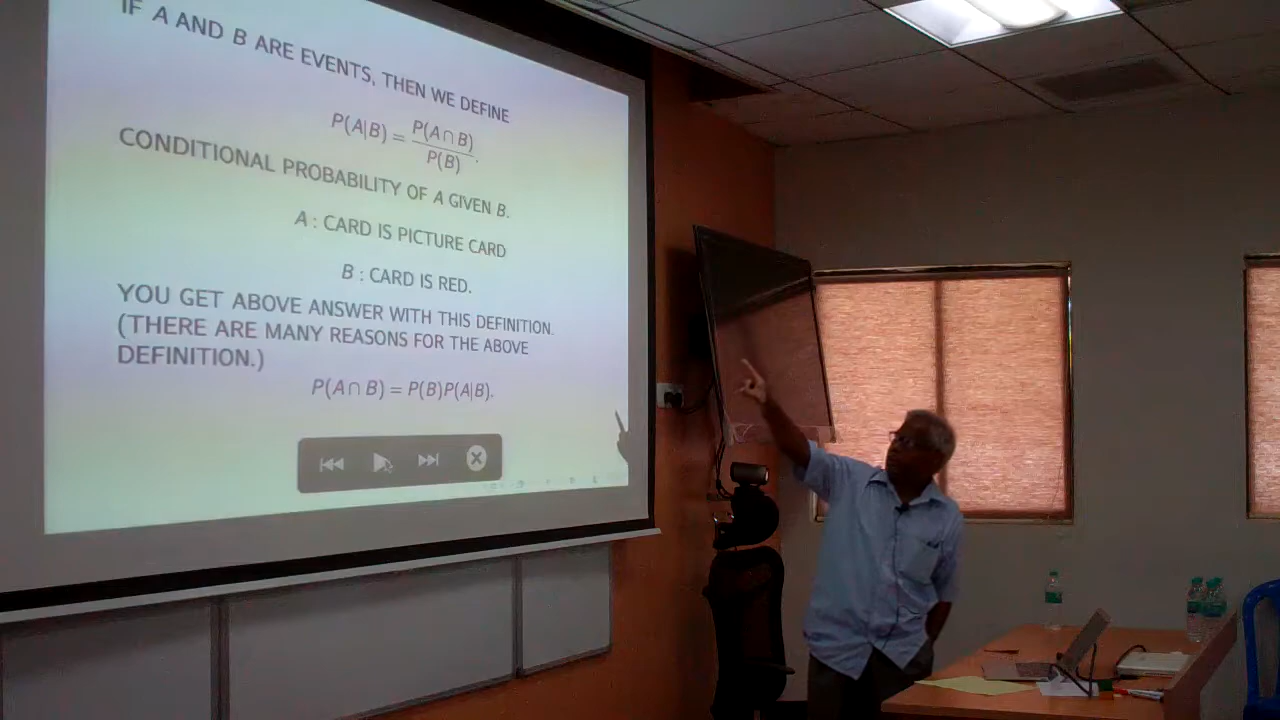 IF A AND B ARE EVENTS, THEN WE DEFINE
P(A|B) = P(A ∩ B) / P(B).
CONDITIONAL PROBABILITY OF A GIVEN B.
A : CARD IS PICTURE CARD
B : CARD IS RED.
YOU GET ABOVE ANSWER WITH THIS DEFINITION.
(THERE ARE MANY REASONS FOR THE ABOVE
DEFINITION.)
P(A ∩ B) = P(B)P(A|B).